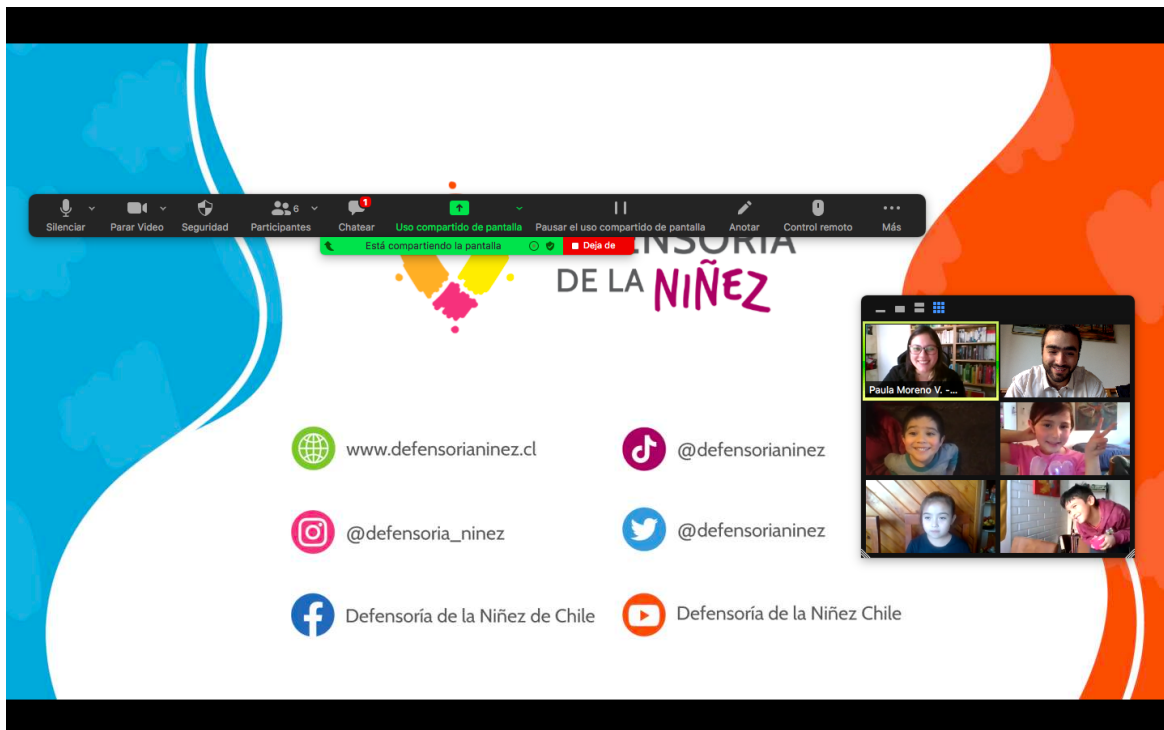 6
1
Silenciar
Parar Video
Seguridad
Participantes
Chatear
Uso compartido de pantalla
Pausar el uso compartido de pantalla
Anotar
Control remoto
Más
Está compartiendo la pantalla
Deja de
DE LA NIÑEZ
Paula Moreno V. -...
www.defensorianinez.cl
@defensorianinez
@defensoria_ninez
@defensorianinez
Defensoría de la Niñez de Chile
Defensoría de la Niñez Chile